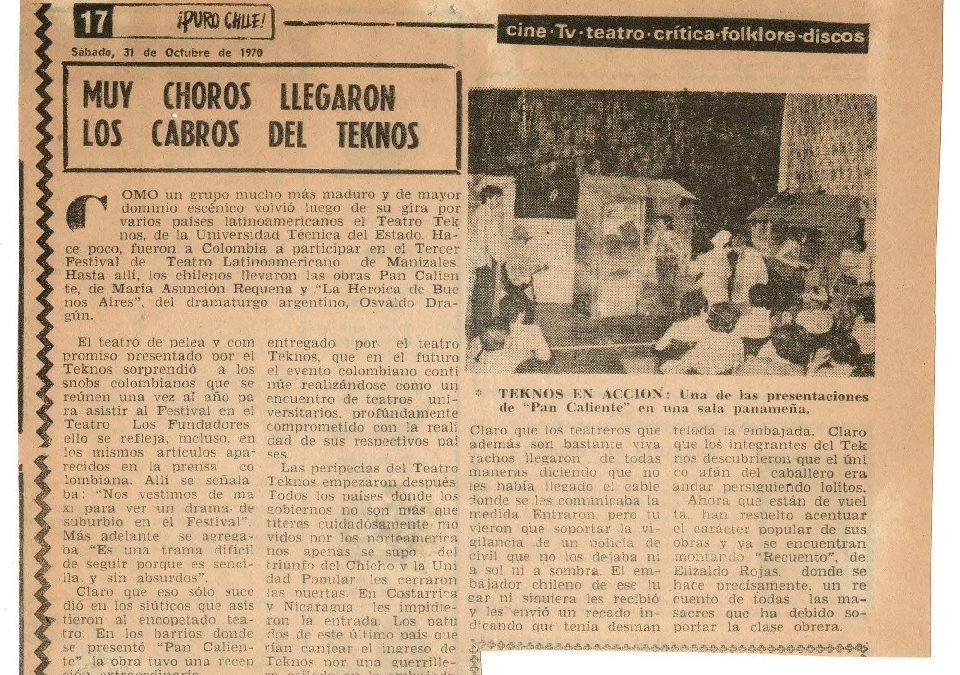 17
¡PURO CHILE!
Sábado, 31 de Octubre de 1970
cine·Tv·teatro·crítica·folklore·discos
MUY CHOROS LLEGARON
LOS CABROS DEL TEKNOS
COMO un grupo mucho más maduro y de mayor
dominio escénico volvió luego de su gira por
varios países latinoamericanos el Teatro Tek
nos, de la Universidad Técnica del Estado. Ha
ce poco, fueron a Colombia a participar en el Tercer
Festival de Teatro Latinoamericano de Manizales
Hasta allí, los chilenos llevaron las obras Pan Calien
te, de María Asunción Requena y "La Heroica de Bue
nos Aires", del dramaturgo argentino, Osvaldo Dra
gún.
El teatro de pelea y com
promiso presentado por el
Teknos sorprendió a los
snobs colombianos que se
reúnen una vez al año pa
ra asistir al Festival en el
Teatro Los Fundadores
ello se refleja, incluso, en
los mismos artículos apa-
recidos en la prensa co
lombiana. Allí se señala
ba: "Nos vestimos de ma
xi para ver un drama de
suburbio en el Festival".
Más adelante se agrega-
ba "Es una trama difícil
de seguir porque es senci-
lla y sin absurdos".
Claro que eso sólo suce
dió en los siúticos que asis
tieron al encopetado tea-
tro. En los barrios donde
se presentó "Pan Calien-
te", la obra tuvo una recep
ción extraordinaria.
entregado por el teatro
Teknos, que en el futuro
el evento colombiano conti
núe realizándose como un
encuentro de teatros uni-
versitarios, profundamente
comprometido con la reali
dad de sus respectivos paí
ses.
Las peripecias del Teatro
Teknos empezaron después
Todos los países donde los
gobiernos no son más que
títeres cuidadosamente mo
vidos por los norteamerica
nos apenas se supo del
triunfo del Chicho y la Uni
dad Popular les cerraron
las puertas. En Costarrica
y Nicaragua les impidie-
ron la entrada. Los patu
dos de este último país que
rían canjear el ingreso de
Teknos por una guerrille-
* TEKNOS EN ACCION: Una de las presentaciones
de "Pan Caliente" en una sala panameña.
Claro que los teatreros que
además son bastante viva
rachos llegaron de todas
maneras diciendo que no
les había llegado el cable
donde se les comunicaba la
medida. Entraron pero tu
vieron que soportar la vi-
gilancia de un policía de
civil que no los dejaba ni
a sol ni a sombra. El em-
bajador chileno de ese lu
gar ni siquiera les recibió
y les envió un recado in-
dicando que tenía desman
telada la embajada. Claro
que los integrantes del Tek
nos descubrieron que el úni
co afán del caballero era
andar persiguiendo lolitos.
Ahora que están de vuel
ta, han resuelto acentuar
el carácter popular de sus
obras y ya se encuentran
montando "Recuento", de
Elizaldo Rojas, donde se
hace precisamente, un re
cuento de todas las ma-
sacres que ha debido so-
portar la clase obrera.